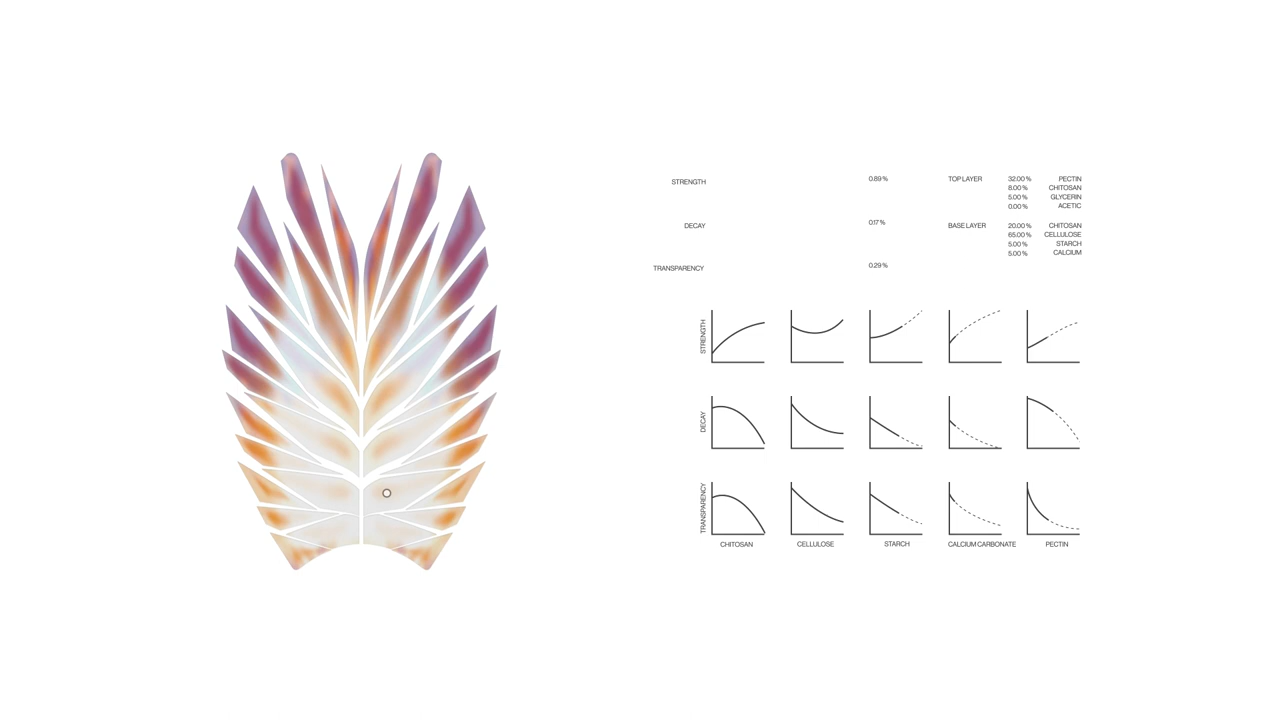 STRENGTH 0.89 % TOP LAYER 32.00 % PECTIN
8.00 % CHITOSAN
5.00 % GLYCERIN
0.00 % ACETIC
DECAY 0.17 % BASE LAYER 20.00 % CHITOSAN
65.00 % CELLULOSE
5.00 % STARCH
5.00 % CALCIUM
TRANSPARENCY 0.29 %
STRENGTH
DECAY
TRANSPARENCY
CHITOSAN CELLULOSE STARCH CALCIUM CARBONATE PECTIN